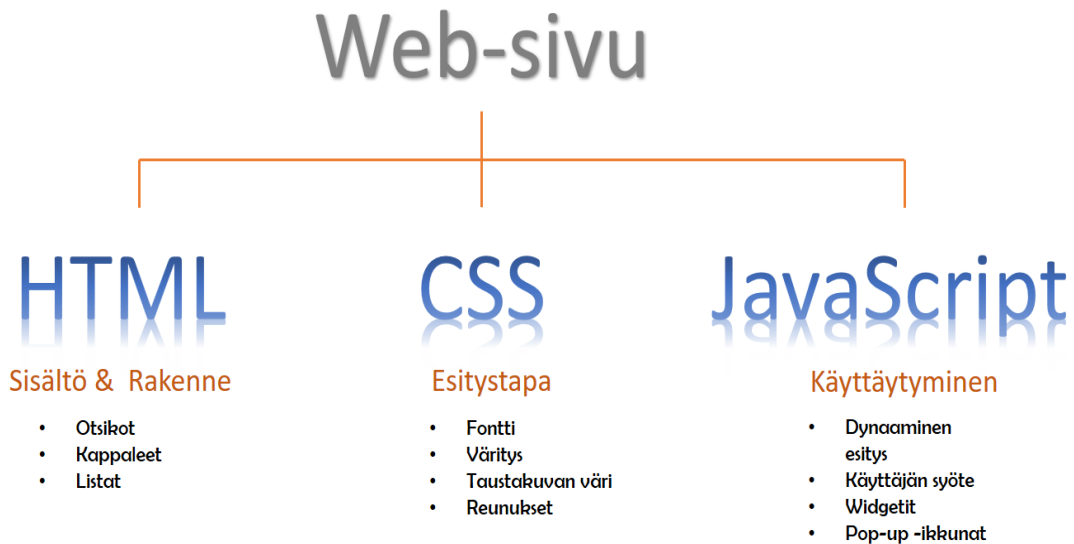 Web-sivu
HTML
Sisältö & Rakenne
• Otsikot
• Kappaleet
• Listat
CSS
Esitystapa
• Fontti
• Väritys
• Taustakuvan väri
• Reunukset
JavaScript
Käyttäytyminen
• Dynaaminen
esitys
• Käyttäjän syöte
• Widgetit
• Pop-up -ikkunat